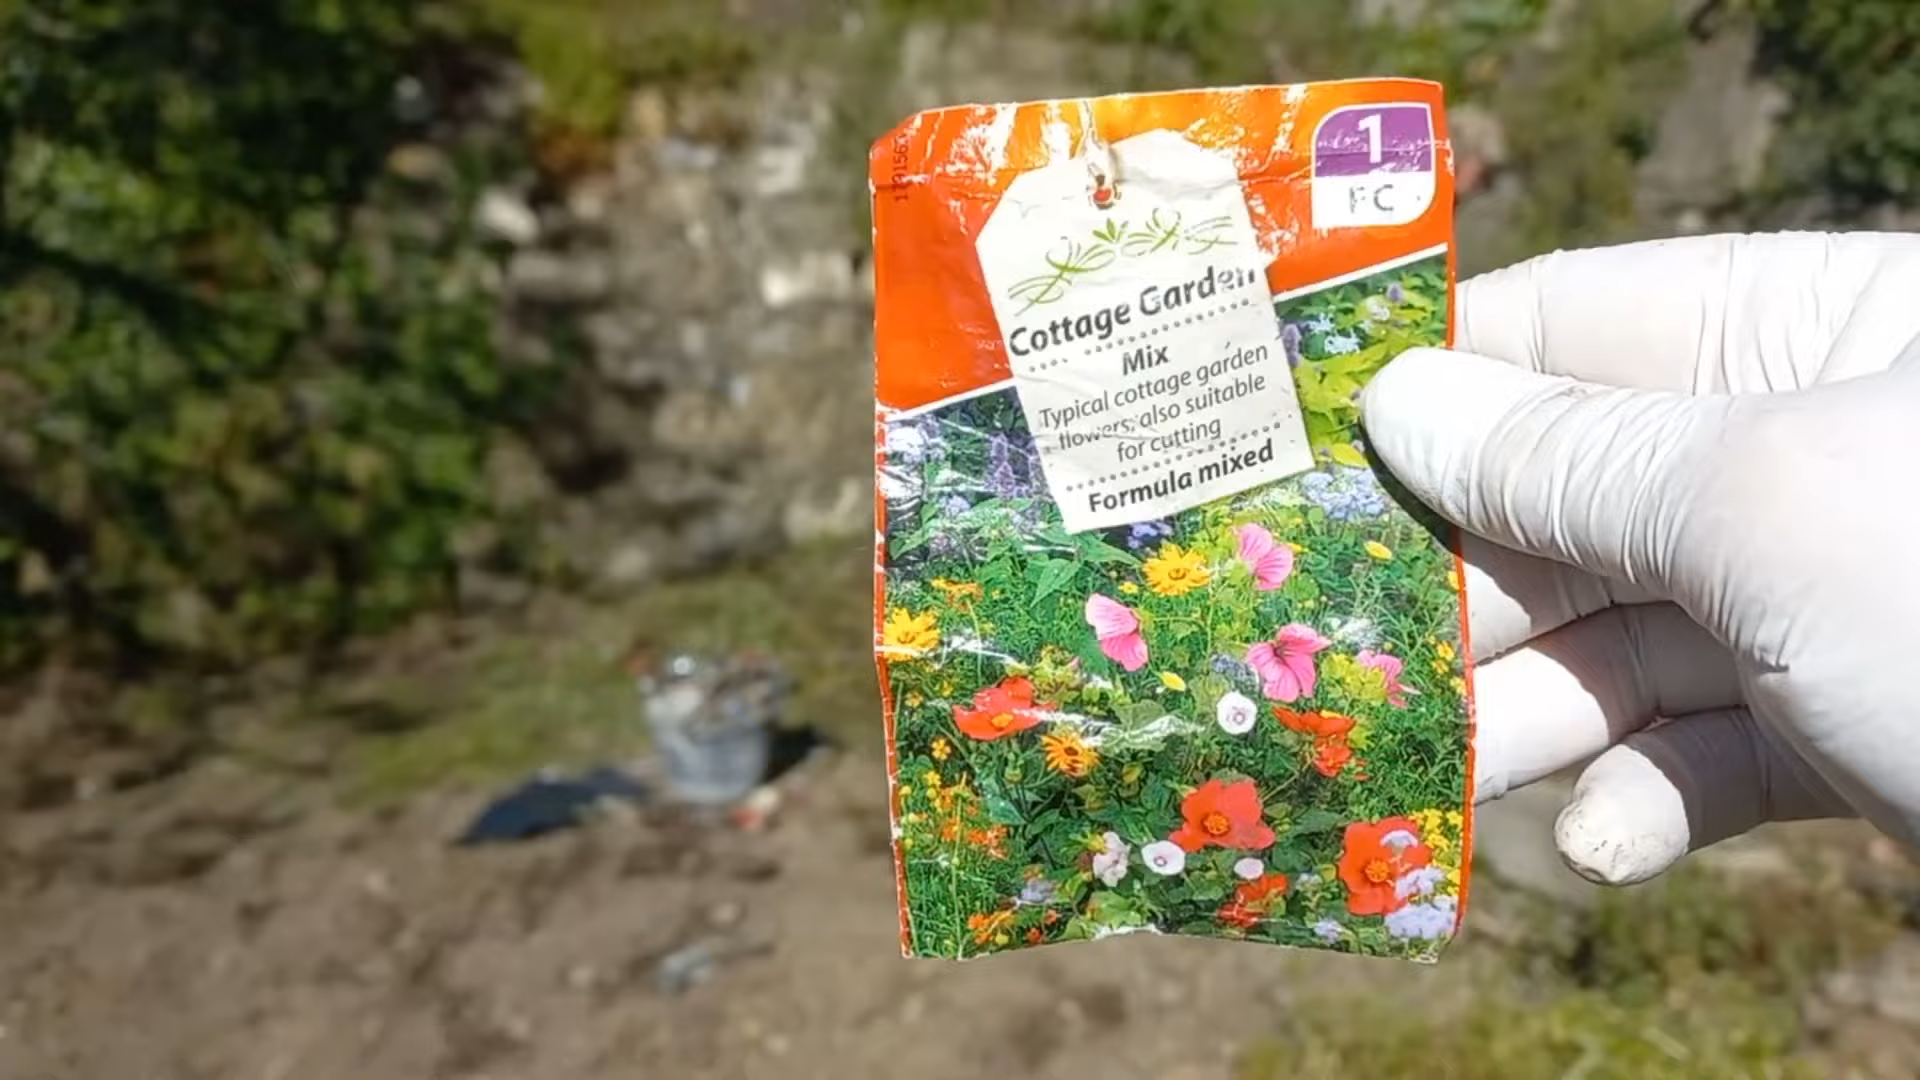 1
FC
Cottage Garden
Mix
Typical cottage garden
flowers, also suitable
for cutting
Formula mixed